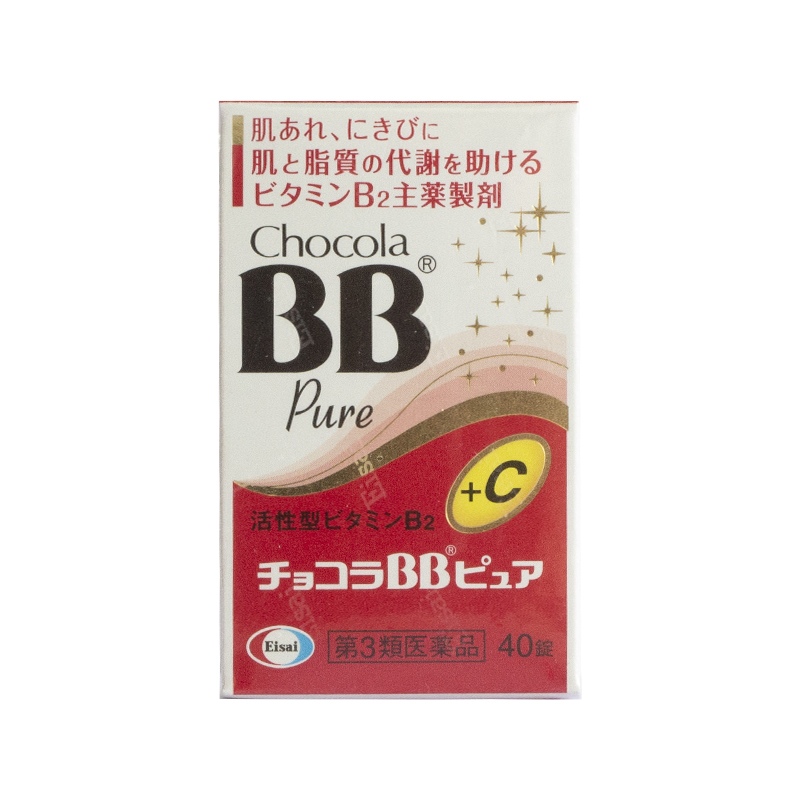 肌あれ、にきびに
肌と脂質の代謝を助ける
ビタミンB2主薬製剤
Chocola
BB®
Pure
+C
活性型ビタミンB2
チョコラBB®ピュア
Eisai
第3類医薬品 40錠